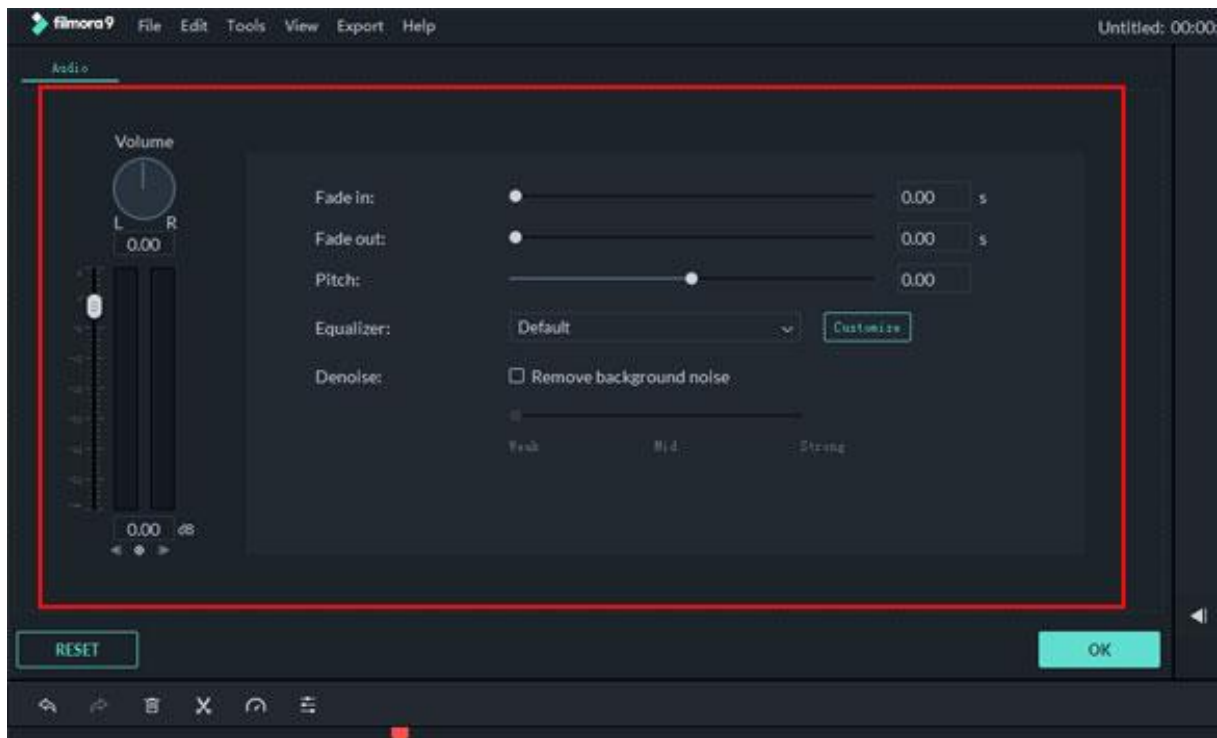 filmora9 File Edit Tools View Export Help Untitled: 00:00:
Audio
Volume
L R
0.00
Fade in: 0.00 s
Fade out: 0.00 s
Pitch: 0.00
Equalizer: Default Customize
Denoise: Remove background noise
Weak Mid Strong
0.00 dB
RESET OK